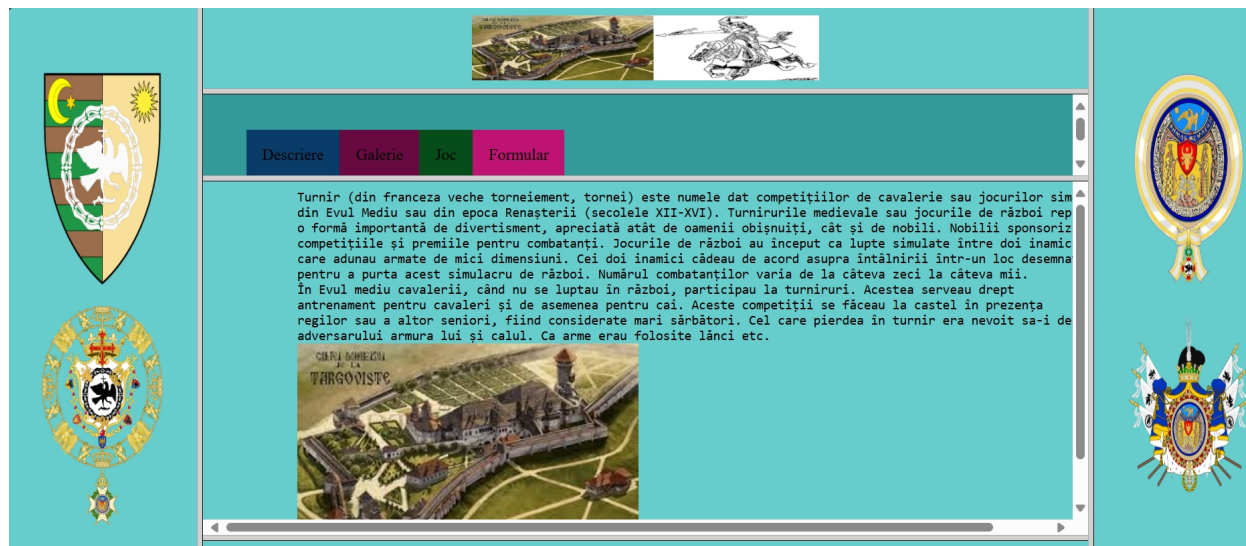 Descriere Galerie Joc Formular
Turnir (din franceza veche torneiement, tornei) este numele dat competițiilor de cavalerie sau jocurilor sim
din Evul Mediu sau din epoca Renașterii (secolele XII-XVI). Turnirurile medievale sau jocurile de război rep
o formă importantă de divertisment, apreciată atât de oamenii obișnuiți, cât și de nobili. Nobilii sponsoriz
competițiile și premiile pentru combatanți. Jocurile de război au început ca lupte simulate între doi inamic
care adunau armate de mici dimensiuni. Cei doi inamici cădeau de acord asupra întâlnirii într-un loc desemna
pentru a purta acest simulacru de război. Numărul combatanților varia de la câteva zeci la câteva mii.
În Evul mediu cavalerii, când nu se luptau în război, participau la turniruri. Acestea serveau drept
antrenament pentru cavaleri și de asemenea pentru cai. Aceste competiții se făceau la castel în prezența
regilor sau a altor seniori, fiind considerate mari sărbători. Cel care pierdea în turnir era nevoit sa-i de
adversarului armura lui și calul. Ca arme erau folosite lănci etc.
TARGOVISTE